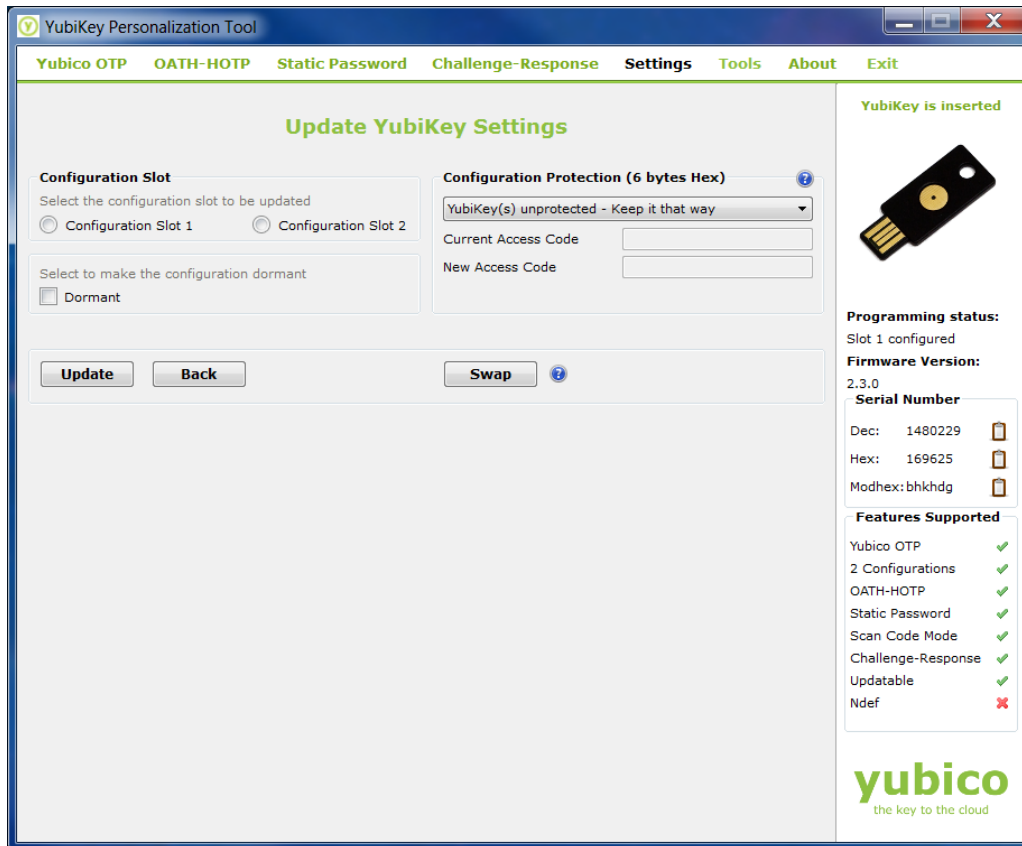 YubiKey Personalization Tool
Yubico OTP OATH-HOTP Static Password Challenge-Response Settings Tools About Exit
Update YubiKey Settings
Configuration Slot
Select the configuration slot to be updated
Configuration Slot 1 Configuration Slot 2
Select to make the configuration dormant
Dormant
Configuration Protection (6 bytes Hex)
YubiKey(s) unprotected - Keep it that way
Current Access Code
New Access Code
Update Back Swap
YubiKey is inserted
Programming status:
Slot 1 configured
Firmware Version:
2.3.0
Serial Number
Dec: 1480229
Hex: 169625
Modhex: bhkhdg
Features Supported
Yubico OTP
2 Configurations
OATH-HOTP
Static Password
Scan Code Mode
Challenge-Response
Updatable
Ndef
yubico
the key to the cloud